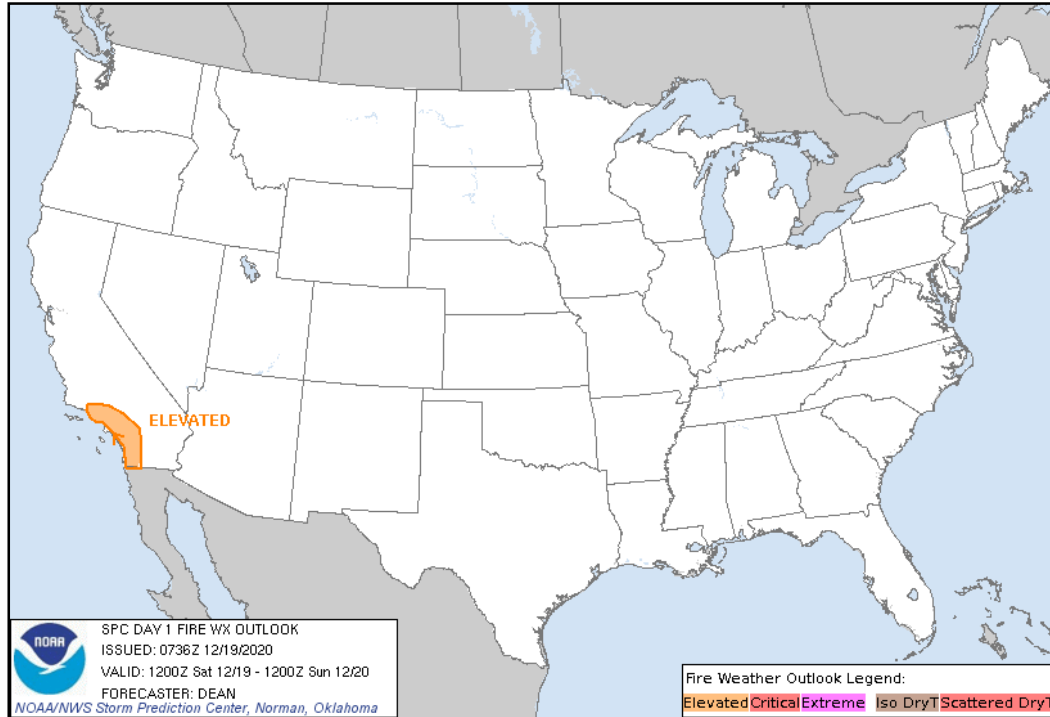 ELEVATED
NOAA
SPC DAY 1 FIRE WX OUTLOOK
ISSUED: 0736Z 12/19/2020
VALID: 1200Z Sat 12/19 - 1200Z Sun 12/20
FORECASTER: DEAN
NOAA/NWS Storm Prediction Center, Norman, Oklahoma
Fire Weather Outlook Legend:
Elevated Critical Extreme Iso DryT Scattered DryT